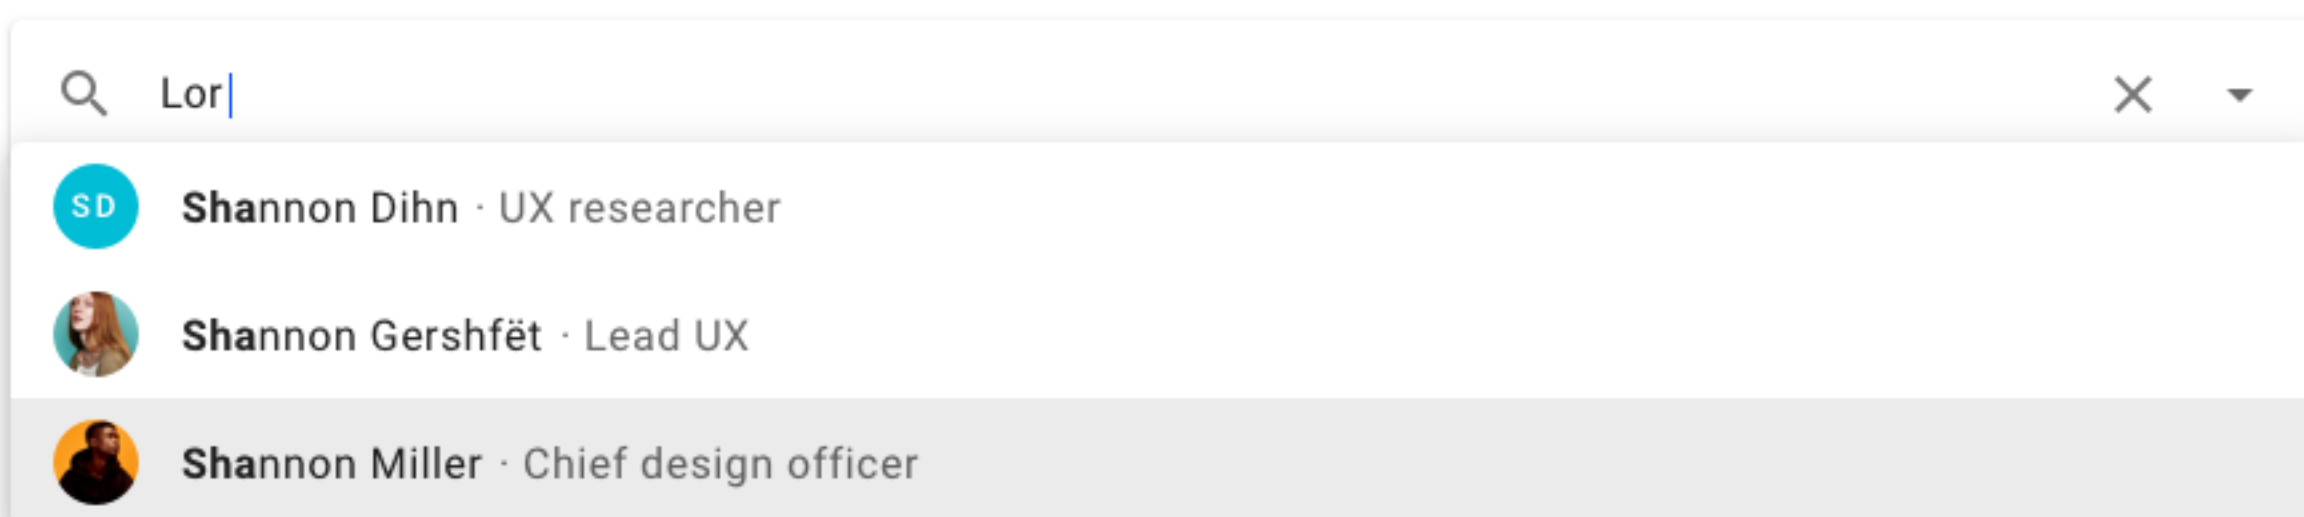 Lor
SD
Shannon Dihn · UX researcher
Shannon Gershfët · Lead UX
Shannon Miller · Chief design officer